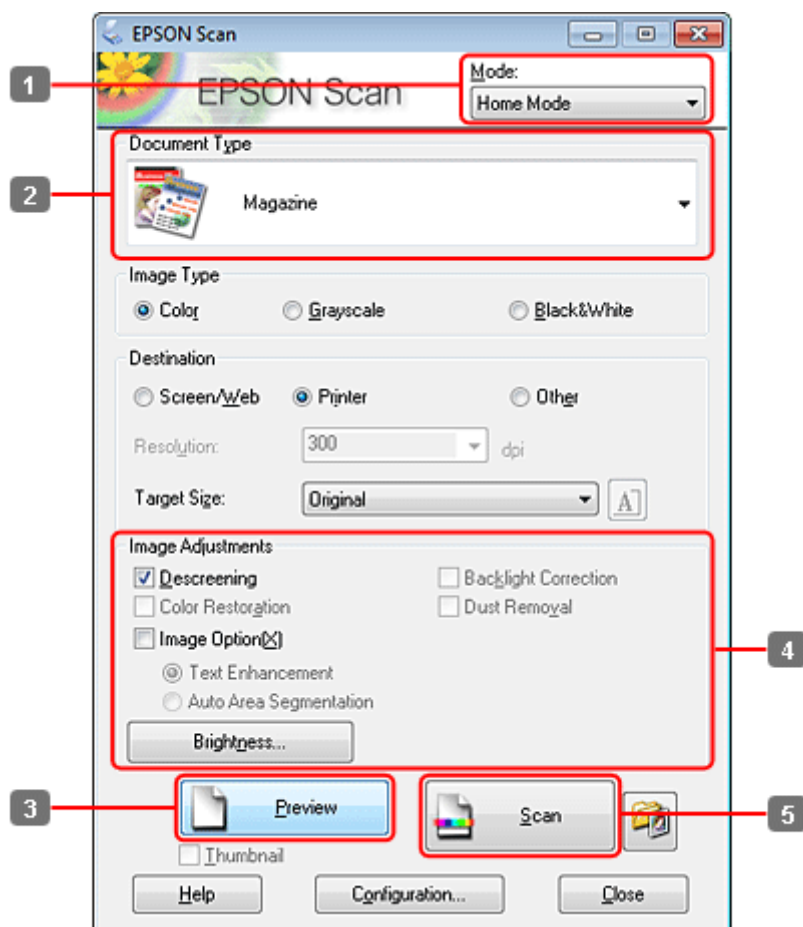 EPSON Scan
EPSON Scan
Mode:
1
Home Mode
Document Type
2
Magazine
Image Type
Color Grayscale Black&White
Destination
Screen/Web Printer Other
Resolution: 300 dpi
Target Size: Original A
Image Adjustments
Descreening Backlight Correction
Color Restoration Dust Removal
Image Option(X)
4
Text Enhancement
Auto Area Segmentation
Brightness...
3 Preview Scan 5
Thumbnail
Help Configuration... Close